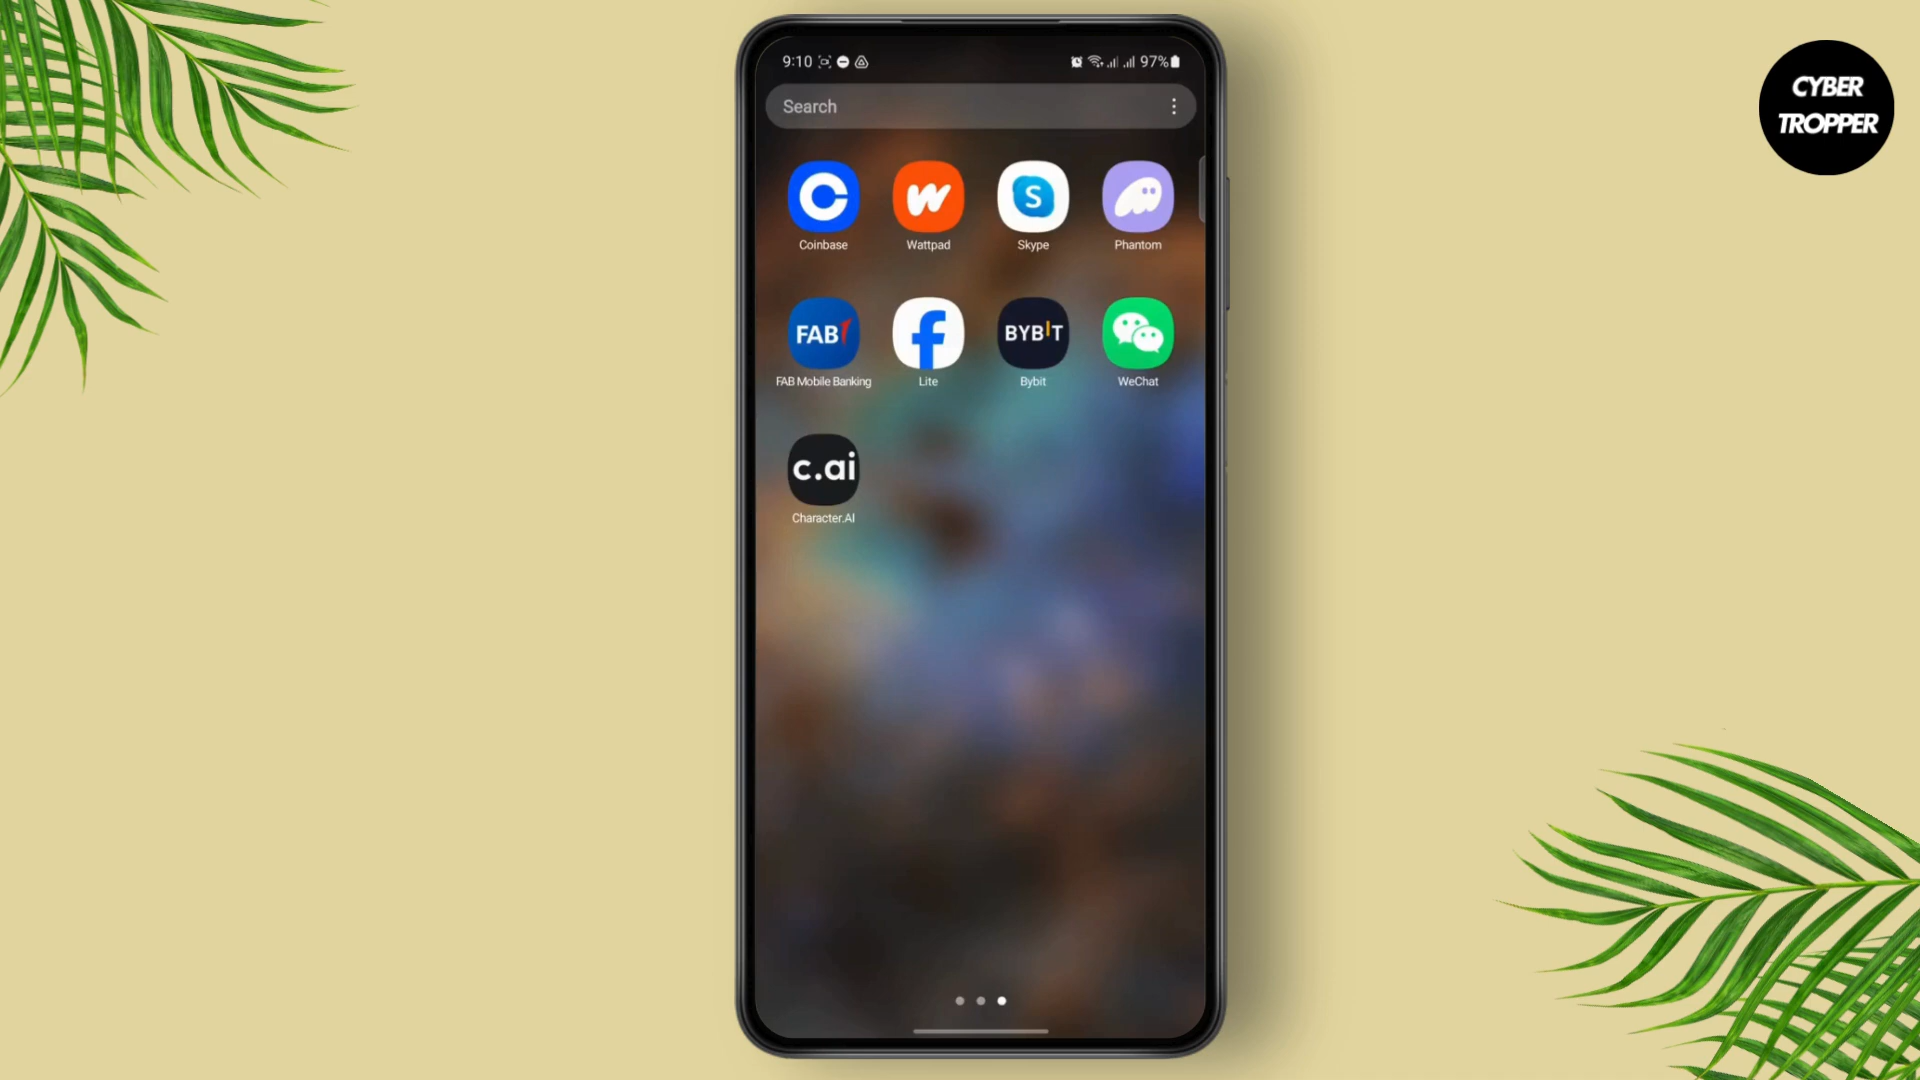 CYBER
TROPPER
9:10
97%
Search
Coinbase
Wattpad
S
Skype
Phantom
FAB
FAB Mobile Banking
Lite
BYBIT
Bybit
WeChat
c.ai
Character.AI